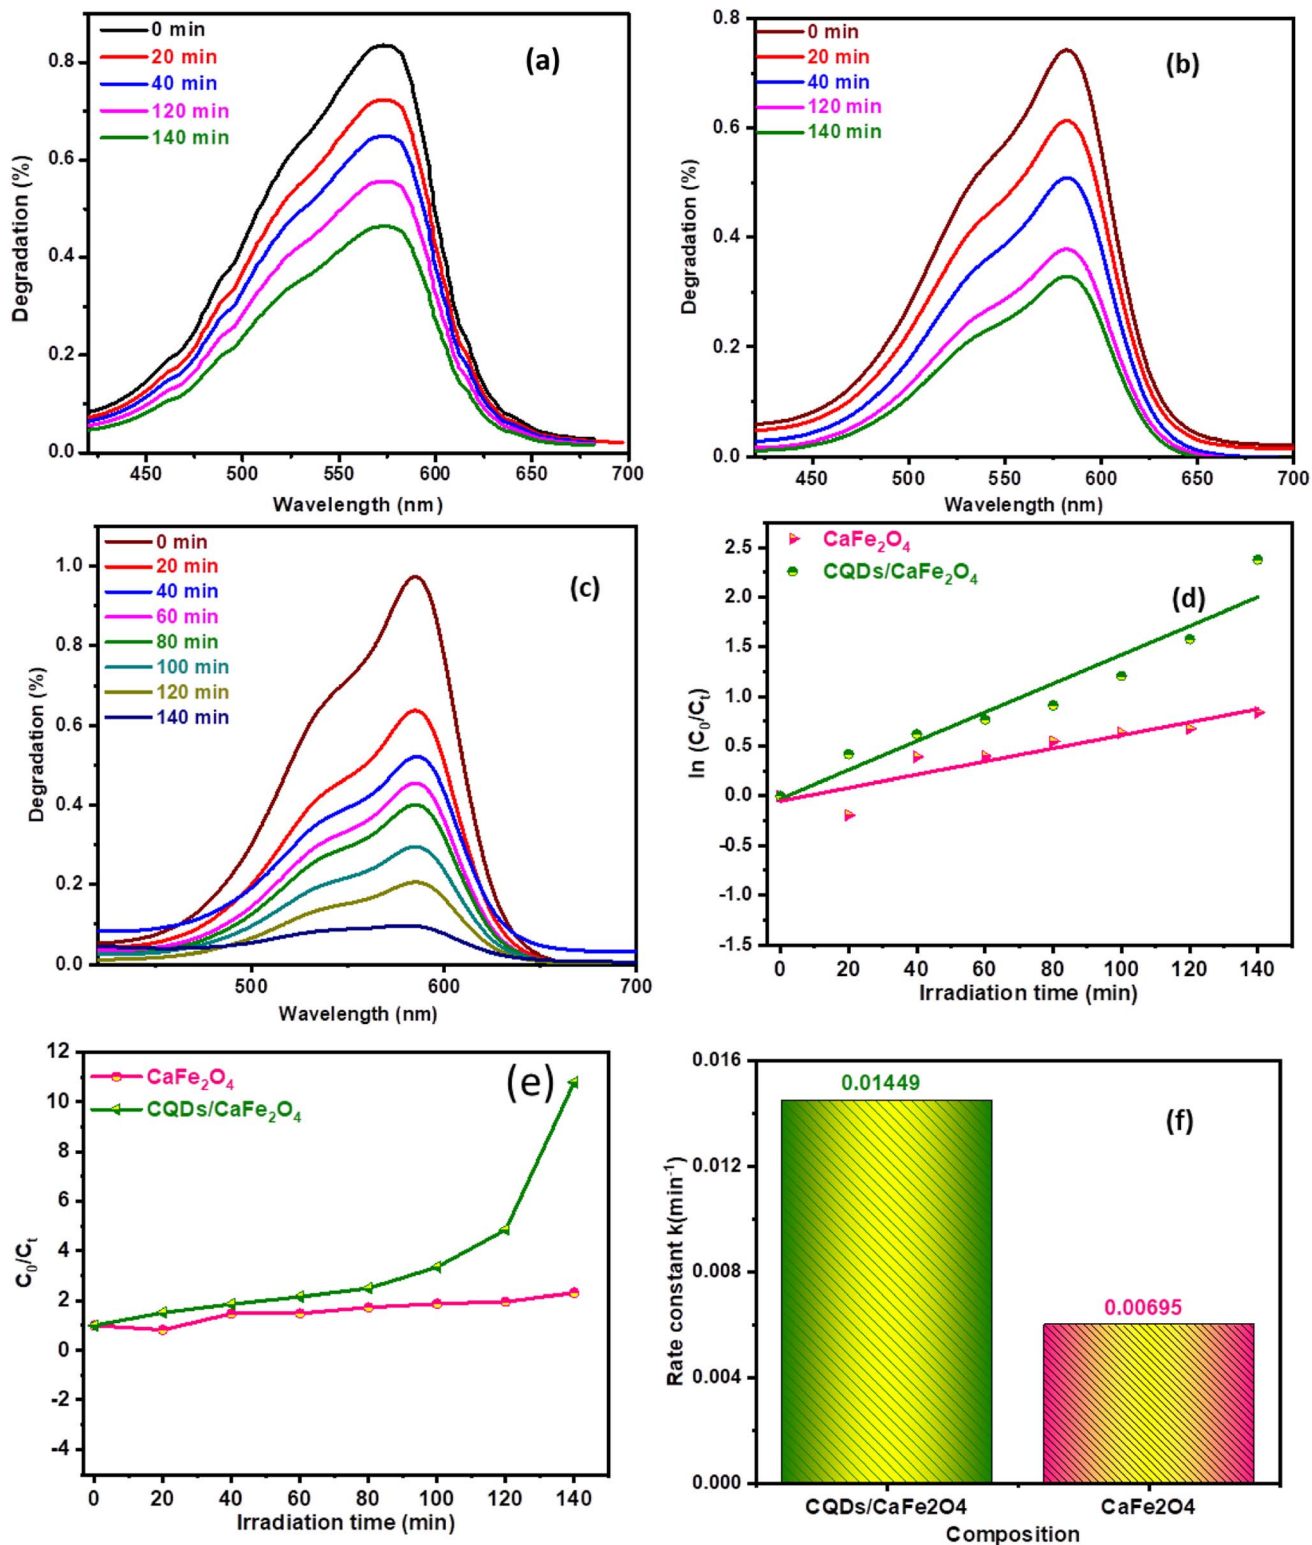 0 min
20 min
40 min
120 min
140 min
(a)
0.8
0.6
0.4
0.2
0.0
Degradation (%)
450 500 550 600 650 700
Wavelength (nm)
0 min
20 min
40 min
120 min
140 min
(b)
0.8
0.6
0.4
0.2
0.0
Degradation (%)
450 500 550 600 650 700
Wavelength (nm)
0 min
20 min
40 min
60 min
80 min
100 min
120 min
140 min
(c)
1.0
0.8
0.6
0.4
0.2
0.0
Degradation (%)
500 600 700
Wavelength (nm)
CaFe₂O₄
CQDs/CaFe₂O₄
(d)
2.5
2.0
1.5
1.0
0.5
0.0
-0.5
-1.0
-1.5
ln (C₀/Cₜ)
0 20 40 60 80 100 120 140
Irradiation time (min)
CaFe₂O₄
CQDs/CaFe₂O₄
(e)
12
10
8
6
4
2
0
-2
-4
C₀/Cₜ
0 20 40 60 80 100 120 140
Irradiation time (min)
0.01449
0.00695
(f)
0.016
0.012
0.008
0.004
0.000
Rate constant k(min⁻¹)
CQDs/CaFe2O4 CaFe2O4
Composition